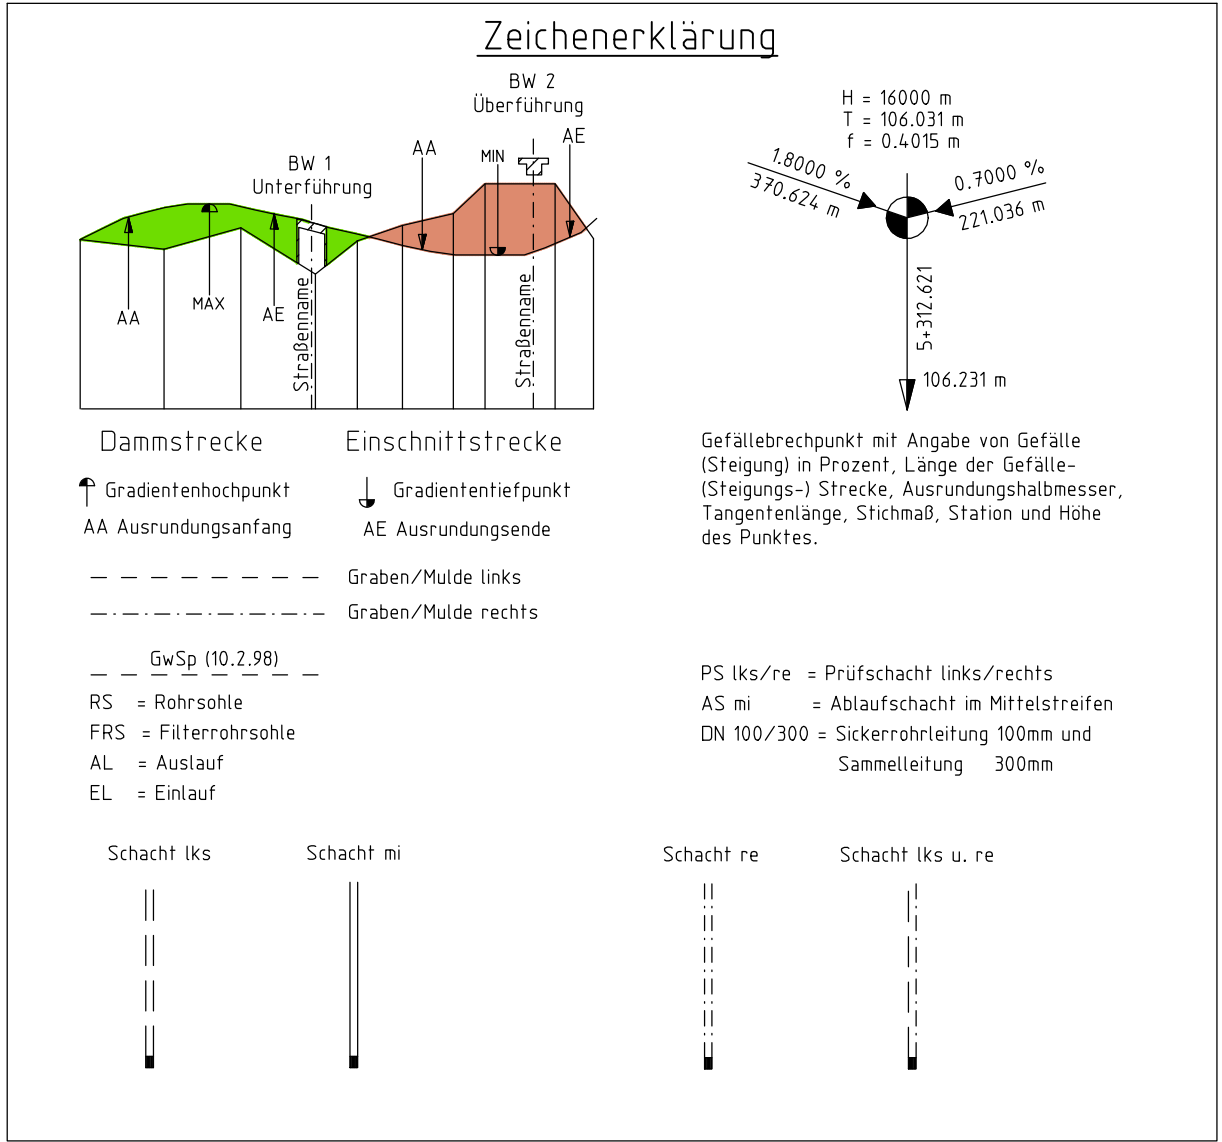 Zeichenerklärung
BW 2
Überführung
AE
AA
MIN
BW 1
Unterführung
AA
MAX
AE
Straßenname
Straßenname
H = 16000 m
T = 106.031 m
f = 0.4015 m
1.8000 %
370.624 m
0.7000 %
221.036 m
5+312.621
106.231 m
Dammstrecke
Einschnittstrecke
Gradientenhochpunkt
Gradiententiefpunkt
AA Ausrundungsanfang
AE Ausrundungsende
Gefällebrechpunkt mit Angabe von Gefälle
(Steigung) in Prozent, Länge der Gefälle-
(Steigungs-) Strecke, Ausrundungshalbmesser,
Tangentenlänge, Stichmaß, Station und Höhe
des Punktes.
Graben/Mulde links
Graben/Mulde rechts
GwSp (10.2.98)
RS = Rohrsohle
FRS = Filterrohrsohle
AL = Auslauf
EL = Einlauf
PS lks/re = Prüfschacht links/rechts
AS mi = Ablaufschacht im Mittelstreifen
DN 100/300 = Sickerrohrleitung 100mm und
Sammelleitung 300mm
Schacht lks
Schacht mi
Schacht re
Schacht lks u. re